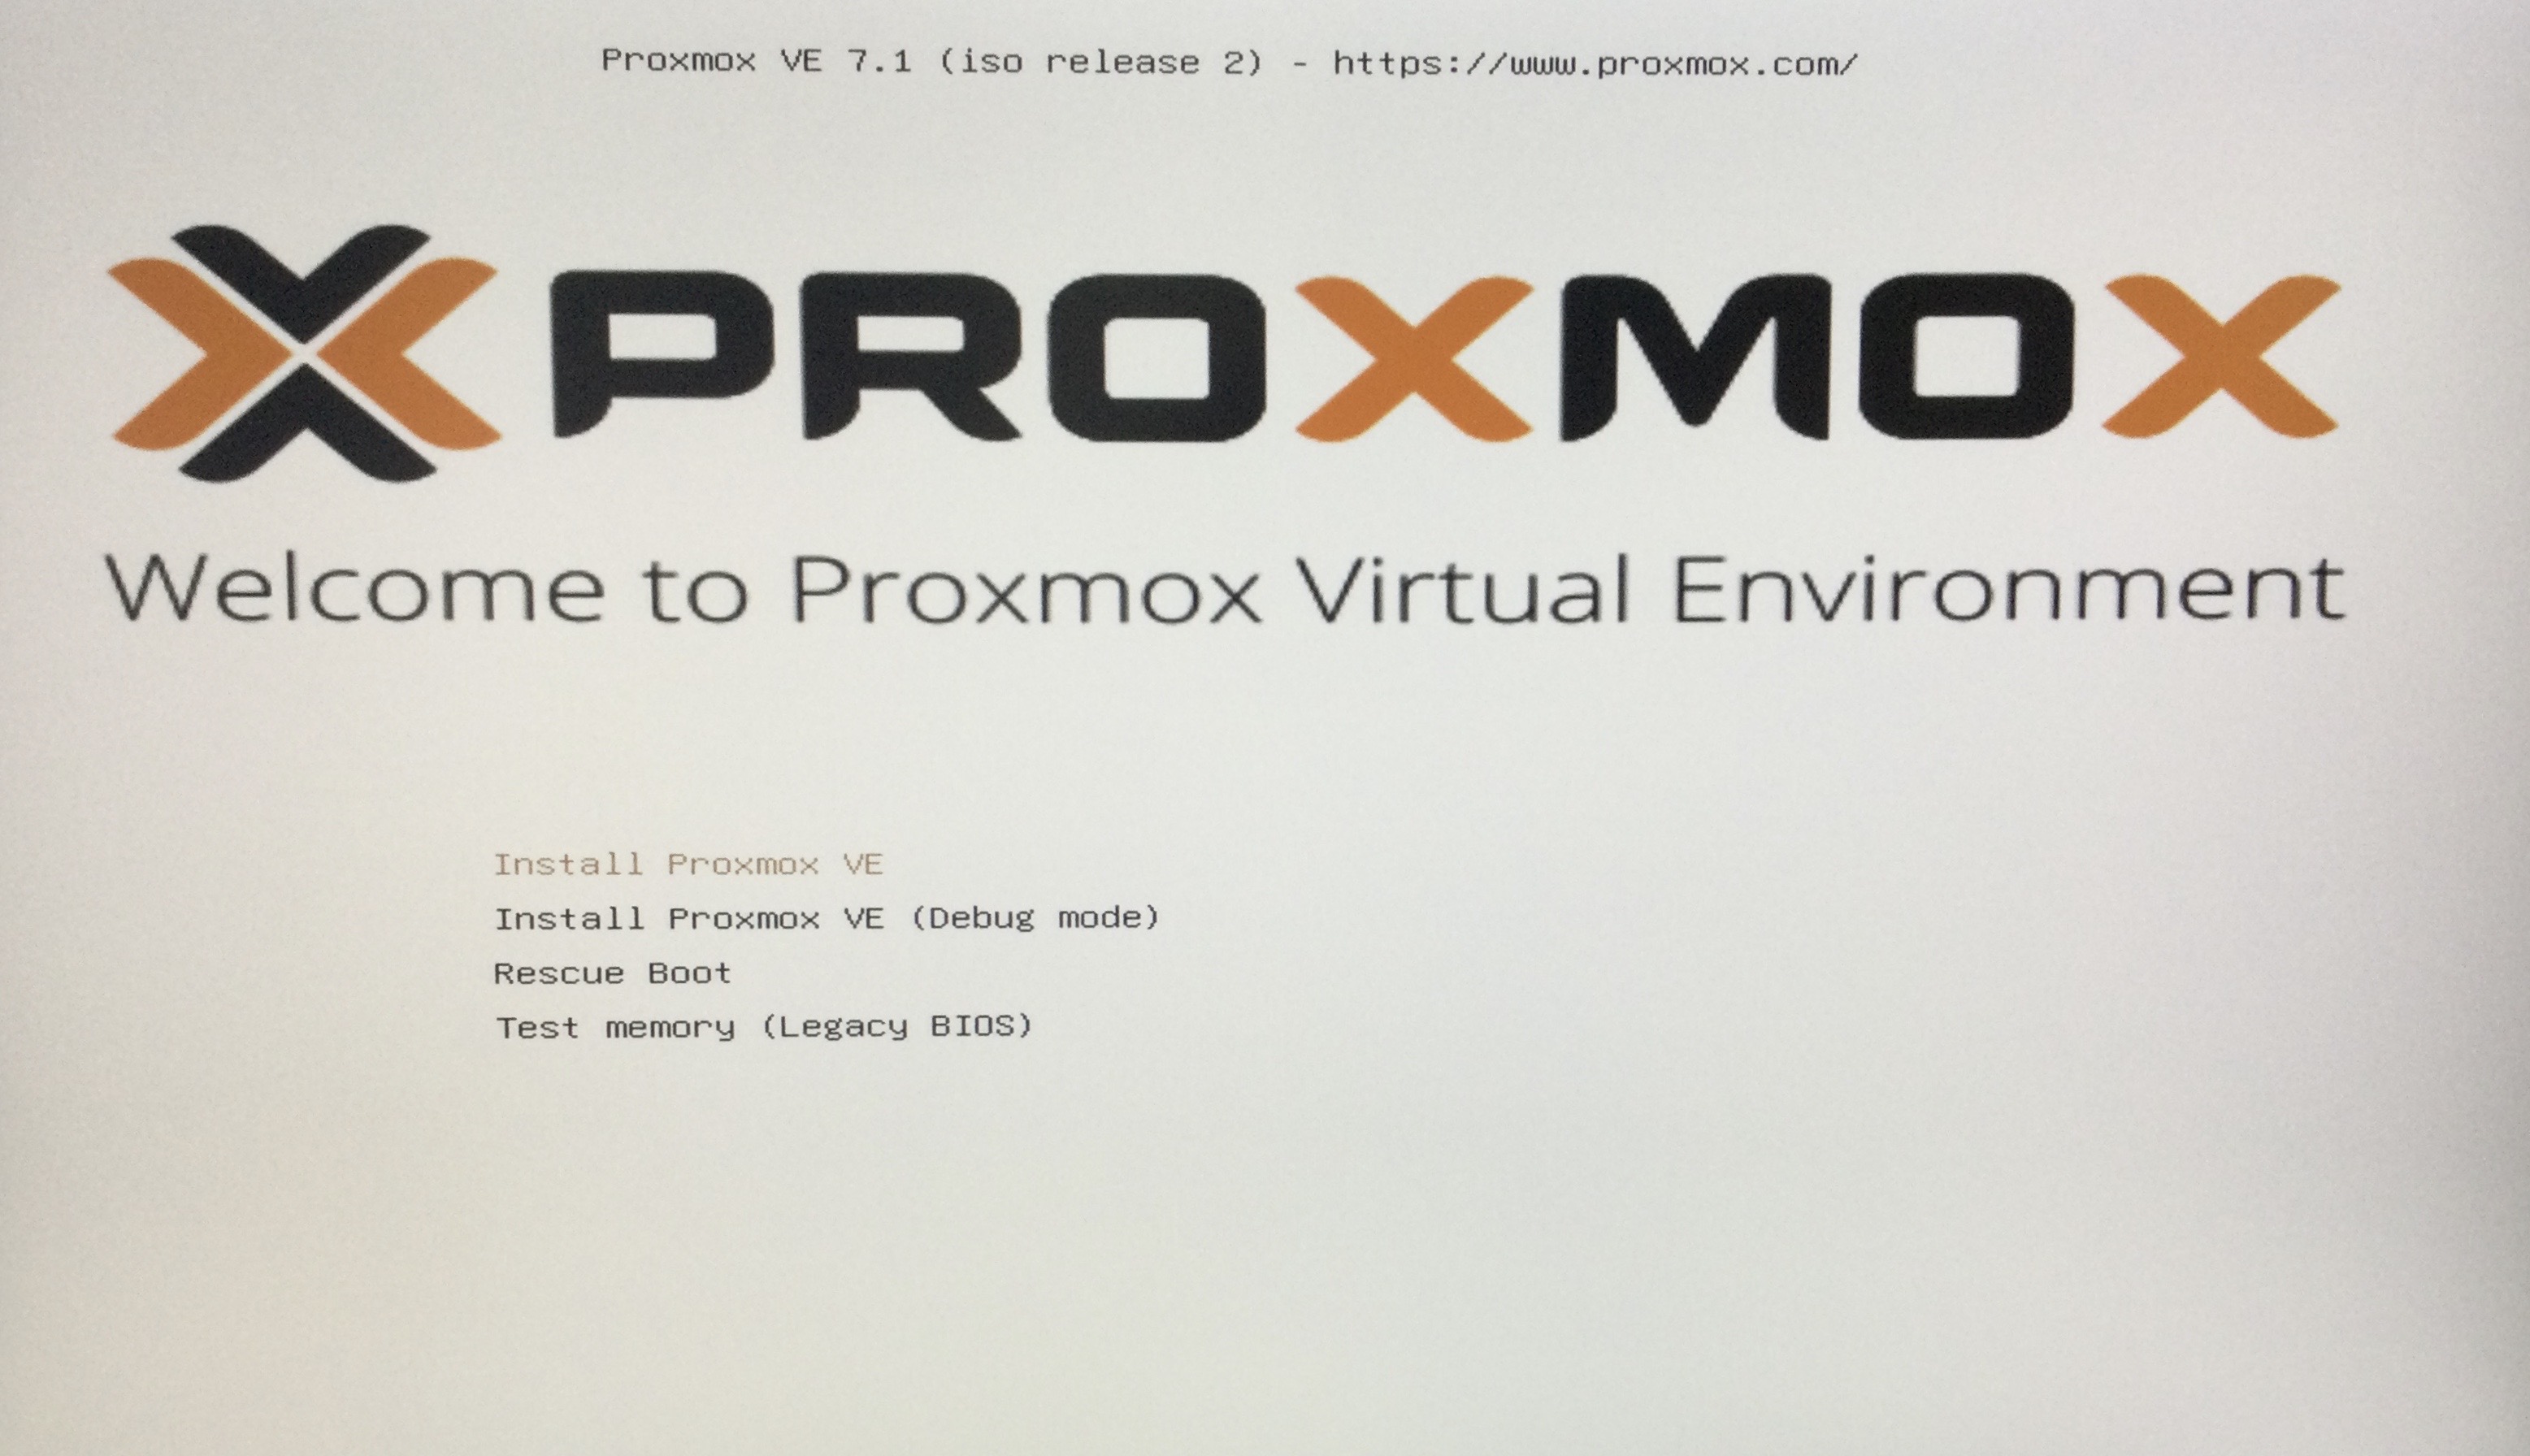 Proxmox VE 7.1 (iso release 2) - https://www.proxmox.com/
PROXMOX
Welcome to Proxmox Virtual Environment
Install Proxmox VE
Install Proxmox VE (Debug mode)
Rescue Boot
Test memory (Legacy BIOS)